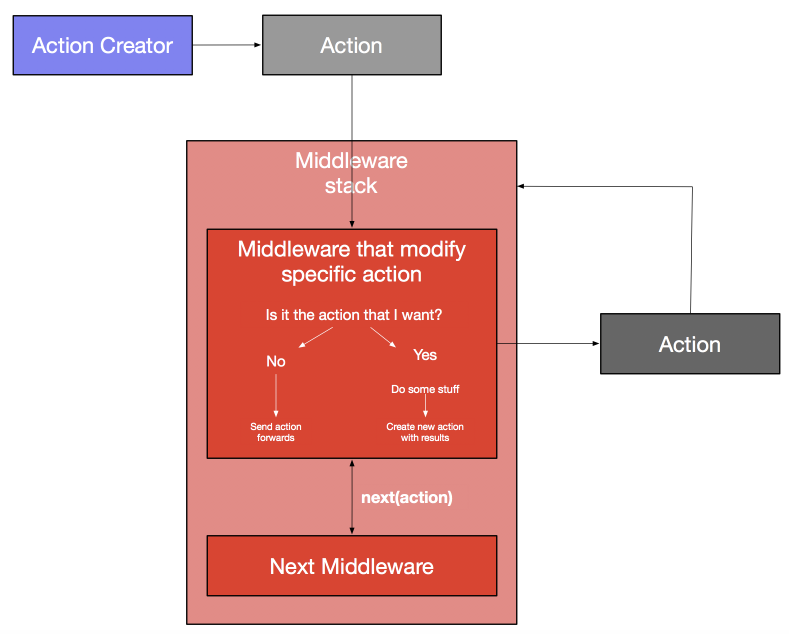 Action Creator
Action
Middleware
stack
Middleware that modify
specific action
Is it the action that I want?
No
Yes
Do some stuff
Send action
forwards
Create new action
with results
Action
next(action)
Next Middleware